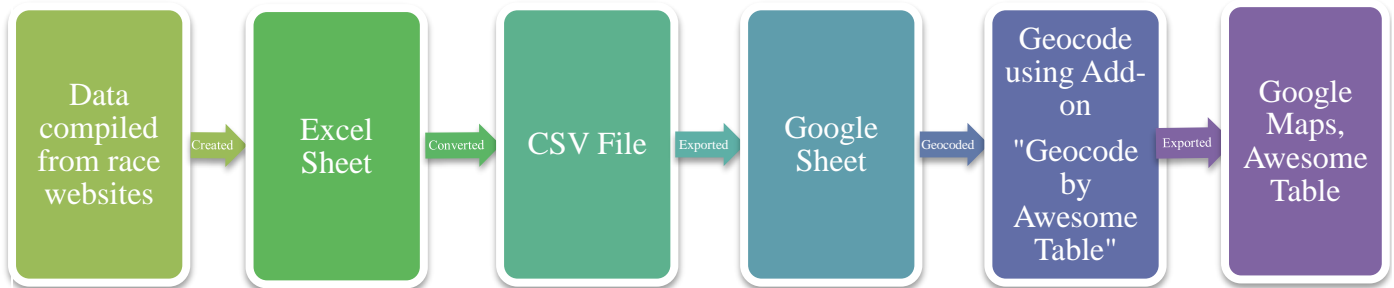 Data
compiled
from race
websites
Created
Excel
Sheet
Converted
CSV File
Exported
Google
Sheet
Geocoded
Geocode
using Add-
on
"Geocode
by
Awesome
Table"
Exported
Google
Maps,
Awesome
Table